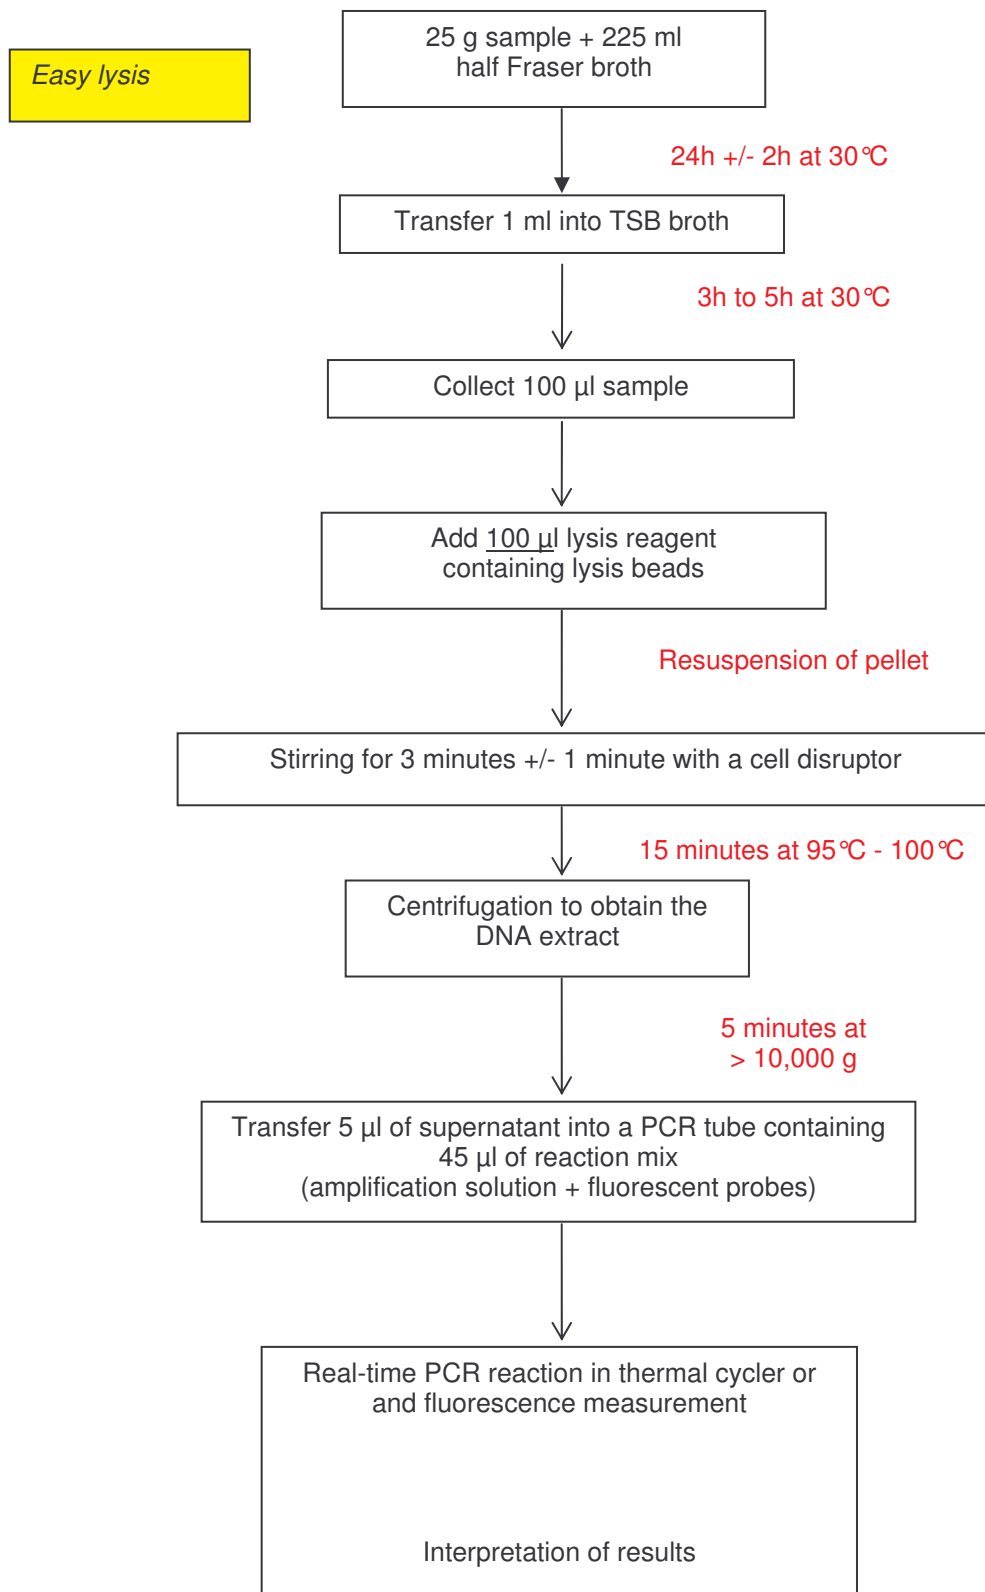 Easy lysis
25 g sample + 225 ml
half Fraser broth
24h +/- 2h at 30°C
Transfer 1 ml into TSB broth
3h to 5h at 30°C
Collect 100 µl sample
Add 100 µl lysis reagent
containing lysis beads
Resuspension of pellet
Stirring for 3 minutes +/- 1 minute with a cell disruptor
15 minutes at 95°C - 100°C
Centrifugation to obtain the
DNA extract
5 minutes at
> 10,000 g
Transfer 5 µl of supernatant into a PCR tube containing
45 µl of reaction mix
(amplification solution + fluorescent probes)
Real-time PCR reaction in thermal cycler or
and fluorescence measurement
Interpretation of results